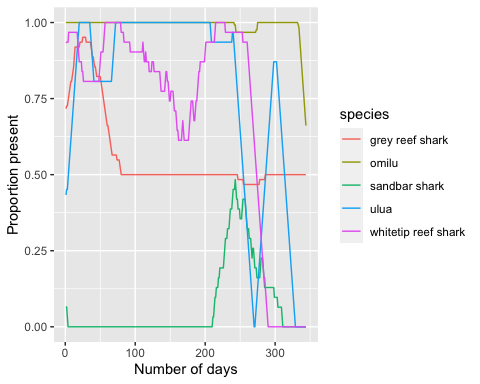 1.00
0.75
0.50
0.25
0.00
Proportion present
0
100
200
300
Number of days
species
grey reef shark
omilu
sandbar shark
ulua
whitetip reef shark